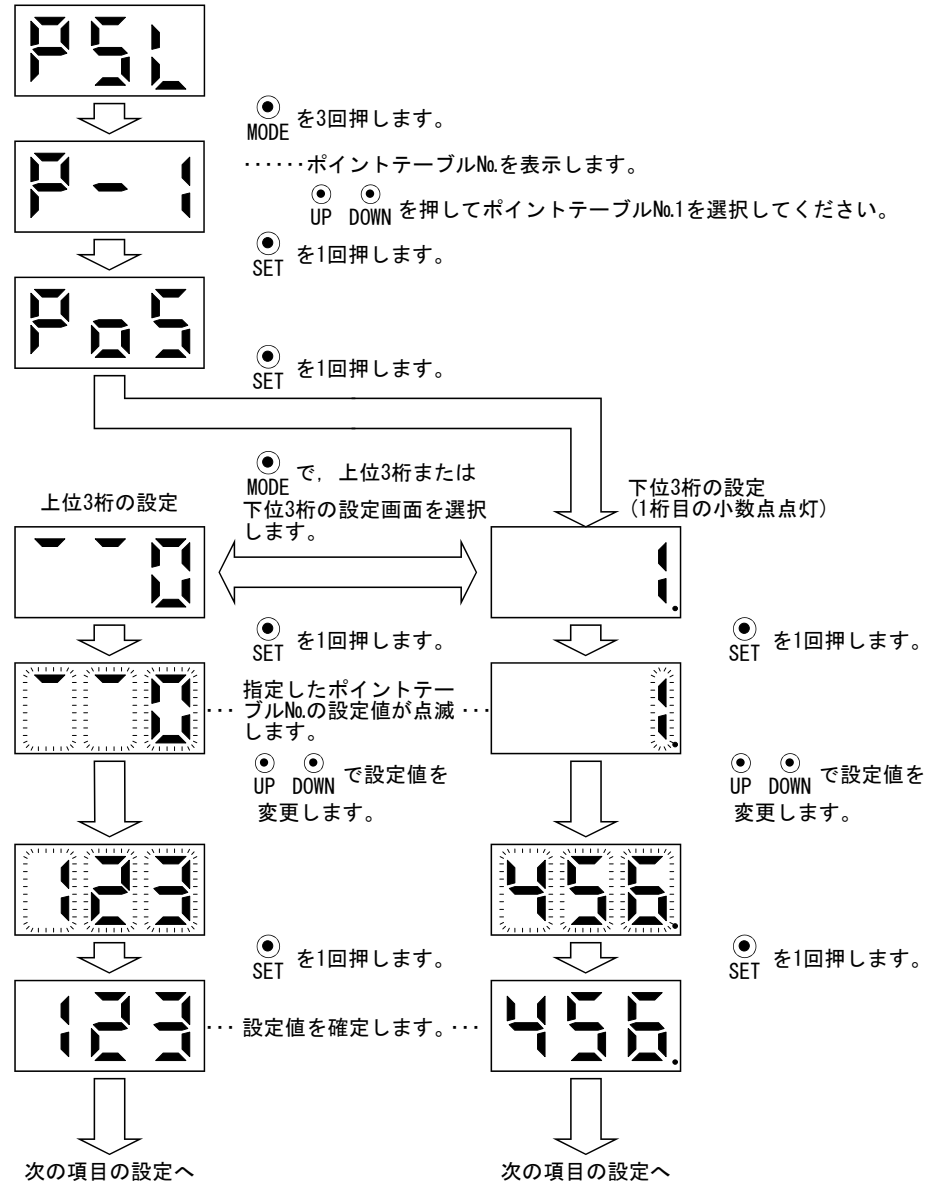 PSL
MODE を3回押します。
P-1
······ポイントテーブル№を表示します。
UP DOWN を押してポイントテーブル№1を選択してください。
SET を1回押します。
PoS
SET を1回押します。
上位3桁の設定
MODE で, 上位3桁または
下位3桁の設定画面を選択
します。
下位3桁の設定
(1桁目の小数点点灯)
--0
1.
SET を1回押します。
SET を1回押します。
--0
··· 指定したポイントテー
ブル№の設定値が点滅 ···
します。
1.
UP DOWN で設定値を
変更します。
UP DOWN で設定値を
変更します。
123
456.
SET を1回押します。
SET を1回押します。
123
··· 設定値を確定します。···
456.
次の項目の設定へ
次の項目の設定へ